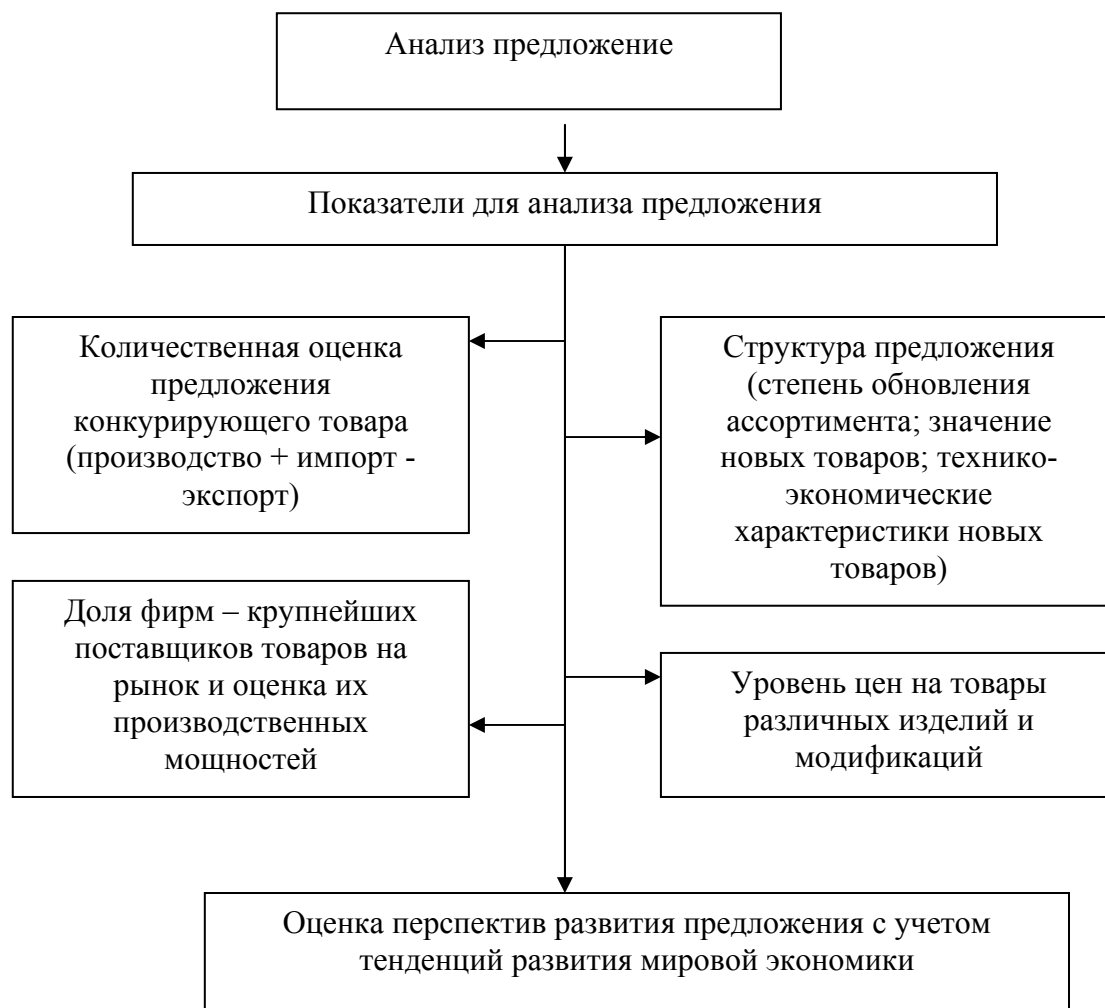 Анализ предложение
Показатели для анализа предложения
Количественная оценка
предложения
конкурирующего товара
(производство + импорт -
экспорт)
Структура предложения
(степень обновления
ассортимента; значение
новых товаров; технико-
экономические
характеристики новых
товаров)
Доля фирм – крупнейших
поставщиков товаров на
рынок и оценка их
производственных
мощностей
Уровень цен на товары
различных изделий и
модификаций
Оценка перспектив развития предложения с учетом
тенденций развития мировой экономики